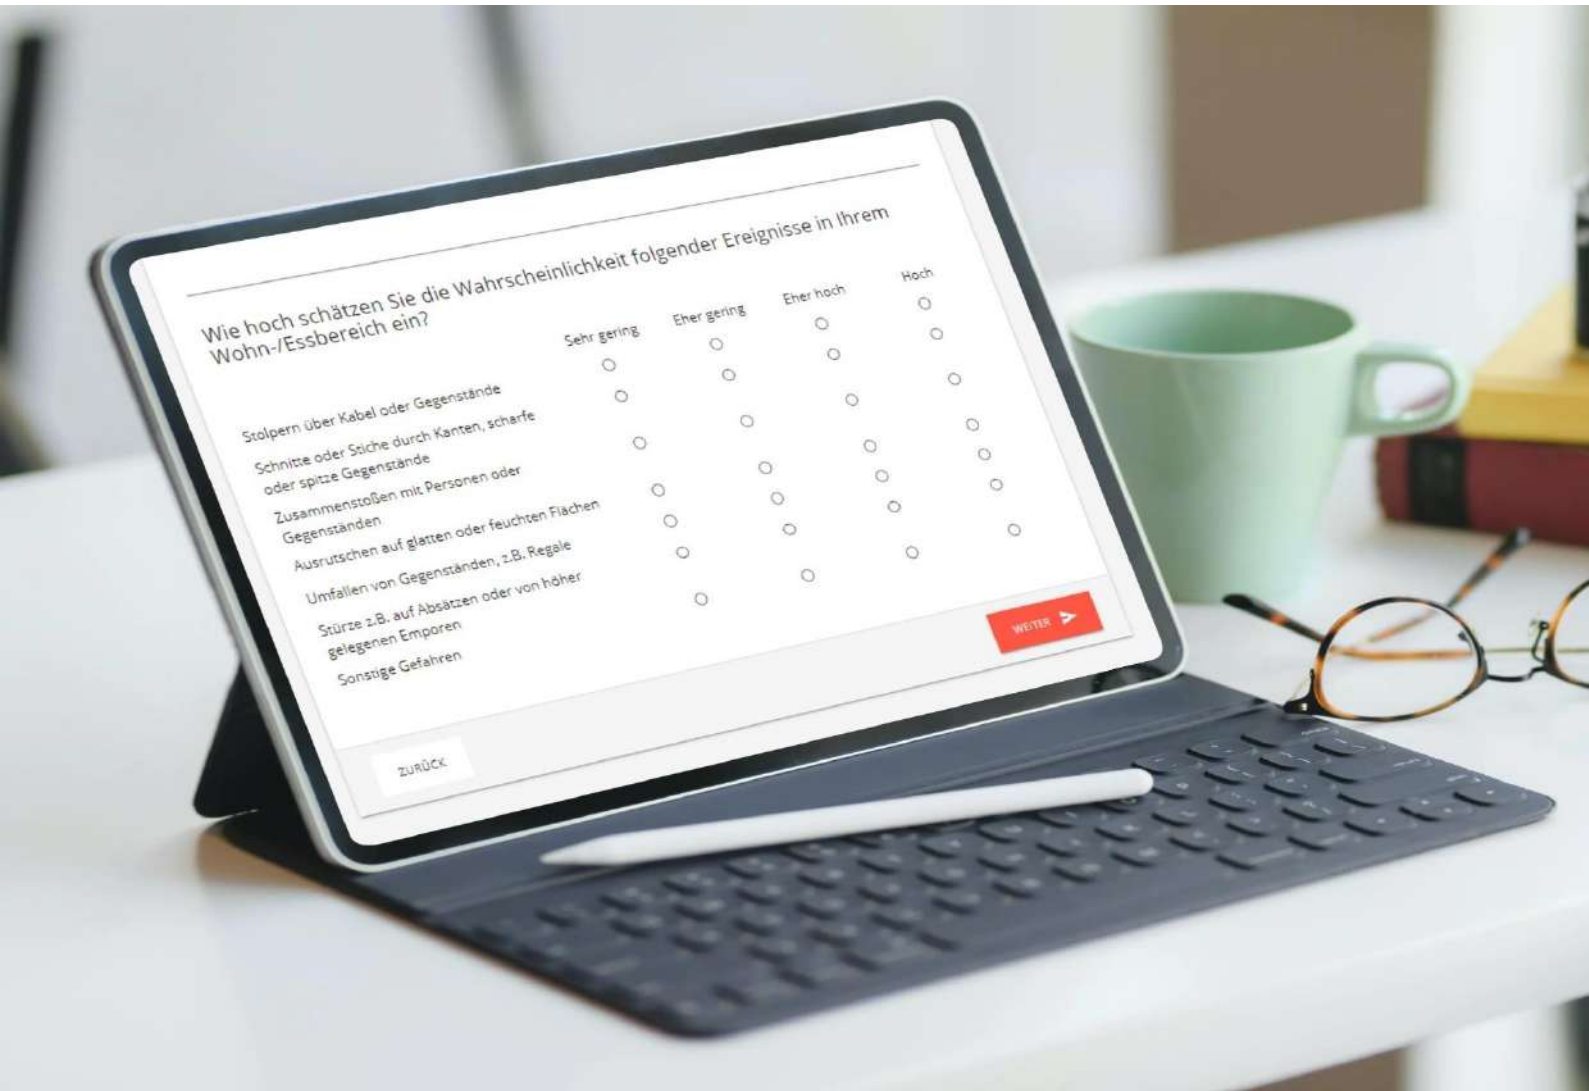 Wie hoch schätzen Sie die Wahrscheinlichkeit folgender Ereignisse in Ihrem
Wohn-/Essbereich ein?
Sehr gering Eher gering Eher hoch Hoch
Stolpern über Kabel oder Gegenstände
Schnitte oder Stiche durch Kanten, scharfe
oder spitze Gegenstände
Zusammenstoßen mit Personen oder
Gegenständen
Ausrutschen auf glatten oder feuchten Flächen
Umfallen von Gegenständen, z.B. Regale
Stürze z.B. auf Absätzen oder von höher
gelegenen Emporen
Sonstige Gefahren
WEITER
ZURÜCK